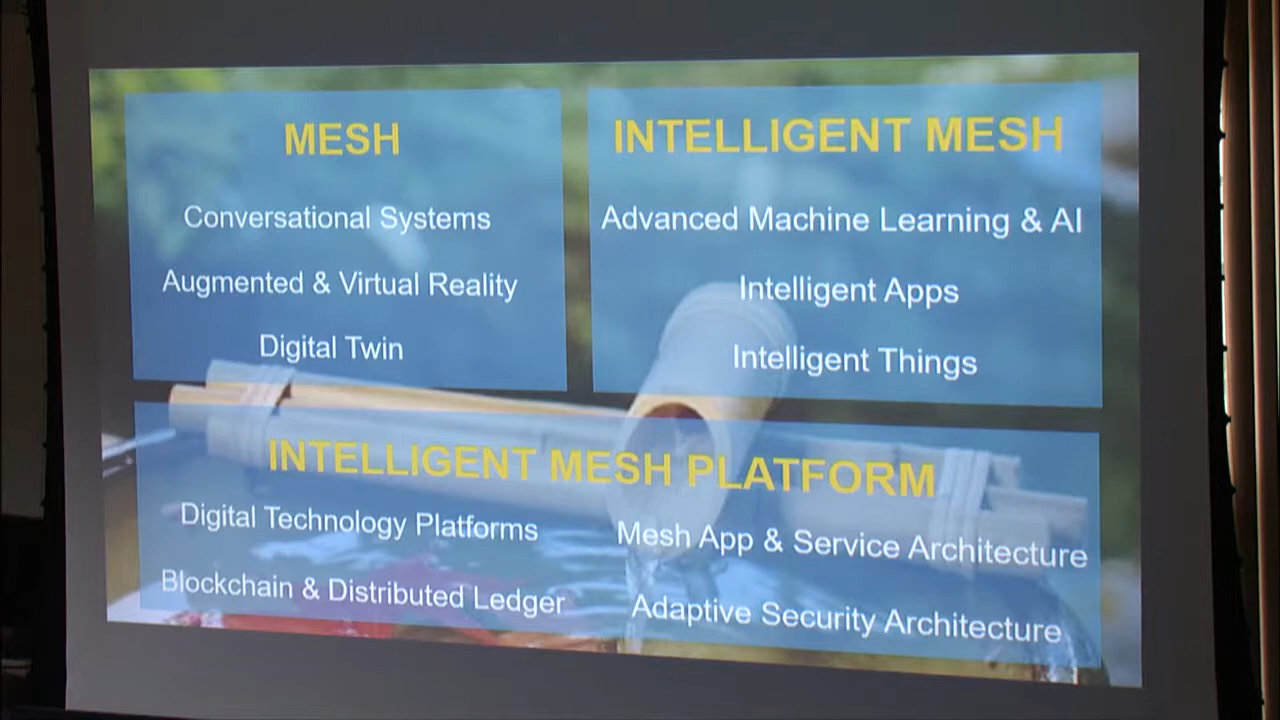 MESH
Conversational Systems
Augmented & Virtual Reality
Digital Twin
INTELLIGENT MESH
Advanced Machine Learning & AI
Intelligent Apps
Intelligent Things
INTELLIGENT MESH PLATFORM
Digital Technology Platforms
Blockchain & Distributed Ledger
Mesh App & Service Architecture
Adaptive Security Architecture